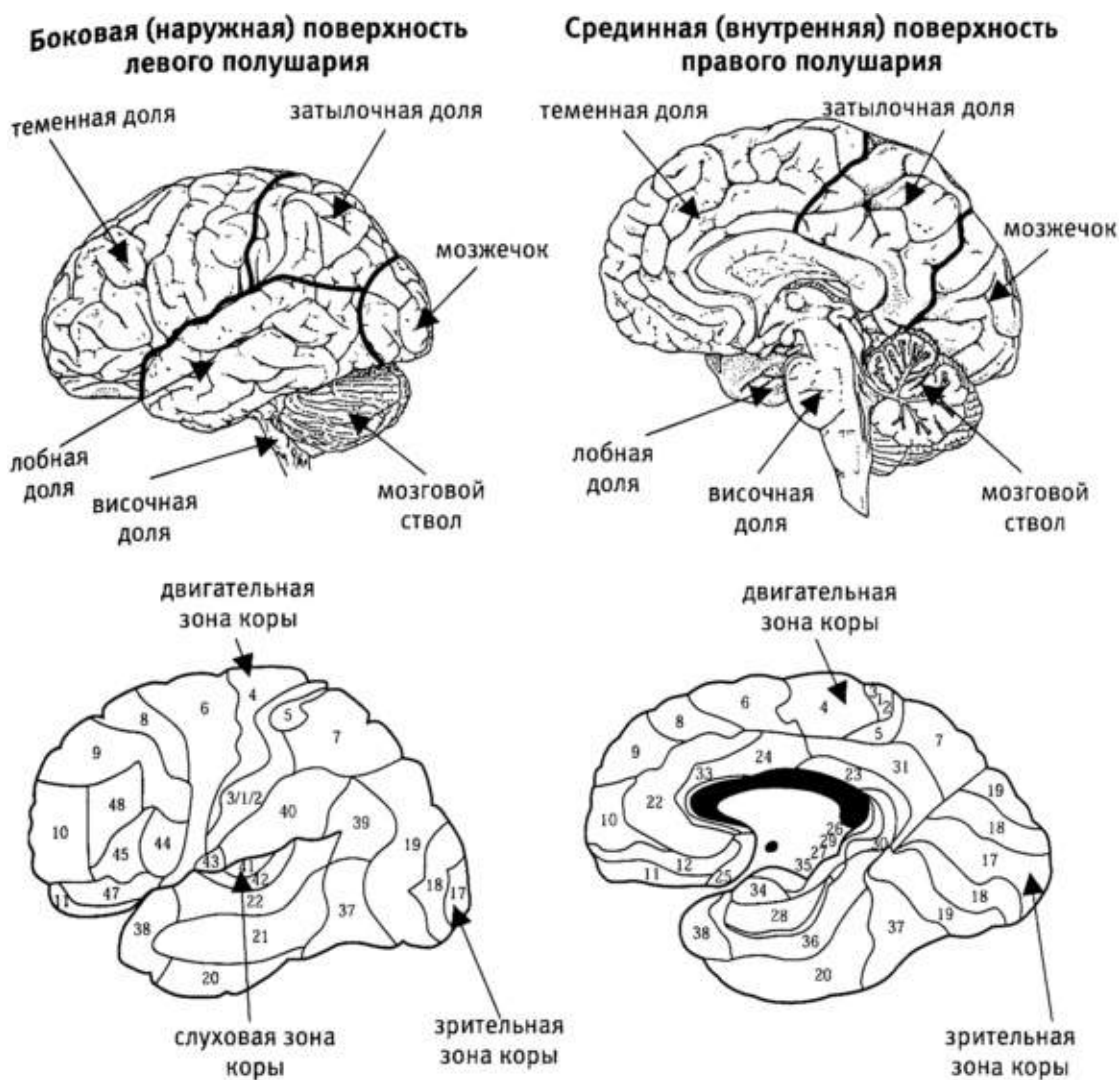 Боковая (наружная) поверхность
левого полушария
Срединная (внутренняя) поверхность
правого полушария
теменная доля
затылочная доля
мозжечок
лобная
доля
височная
доля
мозговой
ствол
теменная доля
затылочная доля
мозжечок
лобная
доля
височная
доля
мозговой
ствол
двигательная
зона коры
4
6
8
5
7
9
3/1/2
48
40
10
39
44
45
19
43
41
42
47
11
18
17
22
38
37
21
20
слуховая зона
коры
зрительная
зона коры
двигательная
зона коры
3
1
2
6
4
8
5
7
9
24
31
33
23
19
22
10
26
18
29
30
27
17
12
35
11
25
34
18
28
19
38
37
36
20
зрительная
зона коры